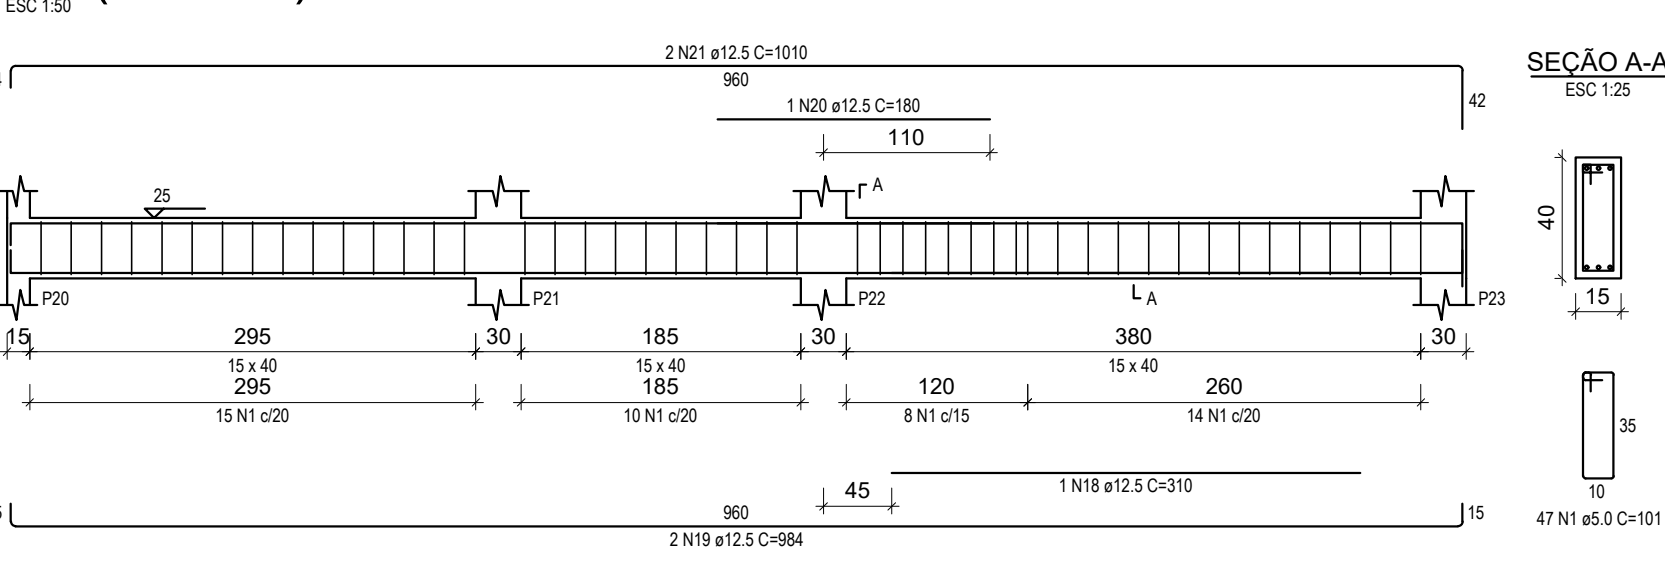 ESC 1:50
2 N21 ø12.5 C=1010
960
42
1 N20 ø12.5 C=180
110
SEÇÃO A-A
ESC 1:25
A
25
40
15
P20
P21
P22
A
P23
15
295
30
185
30
380
30
15 x 40
15 x 40
15 x 40
295
185
120
260
15 N1 c/20
10 N1 c/20
8 N1 c/15
14 N1 c/20
35
10
47 N1 ø5.0 C=101
1 N18 ø12.5 C=310
45
960
15
2 N19 ø12.5 C=984